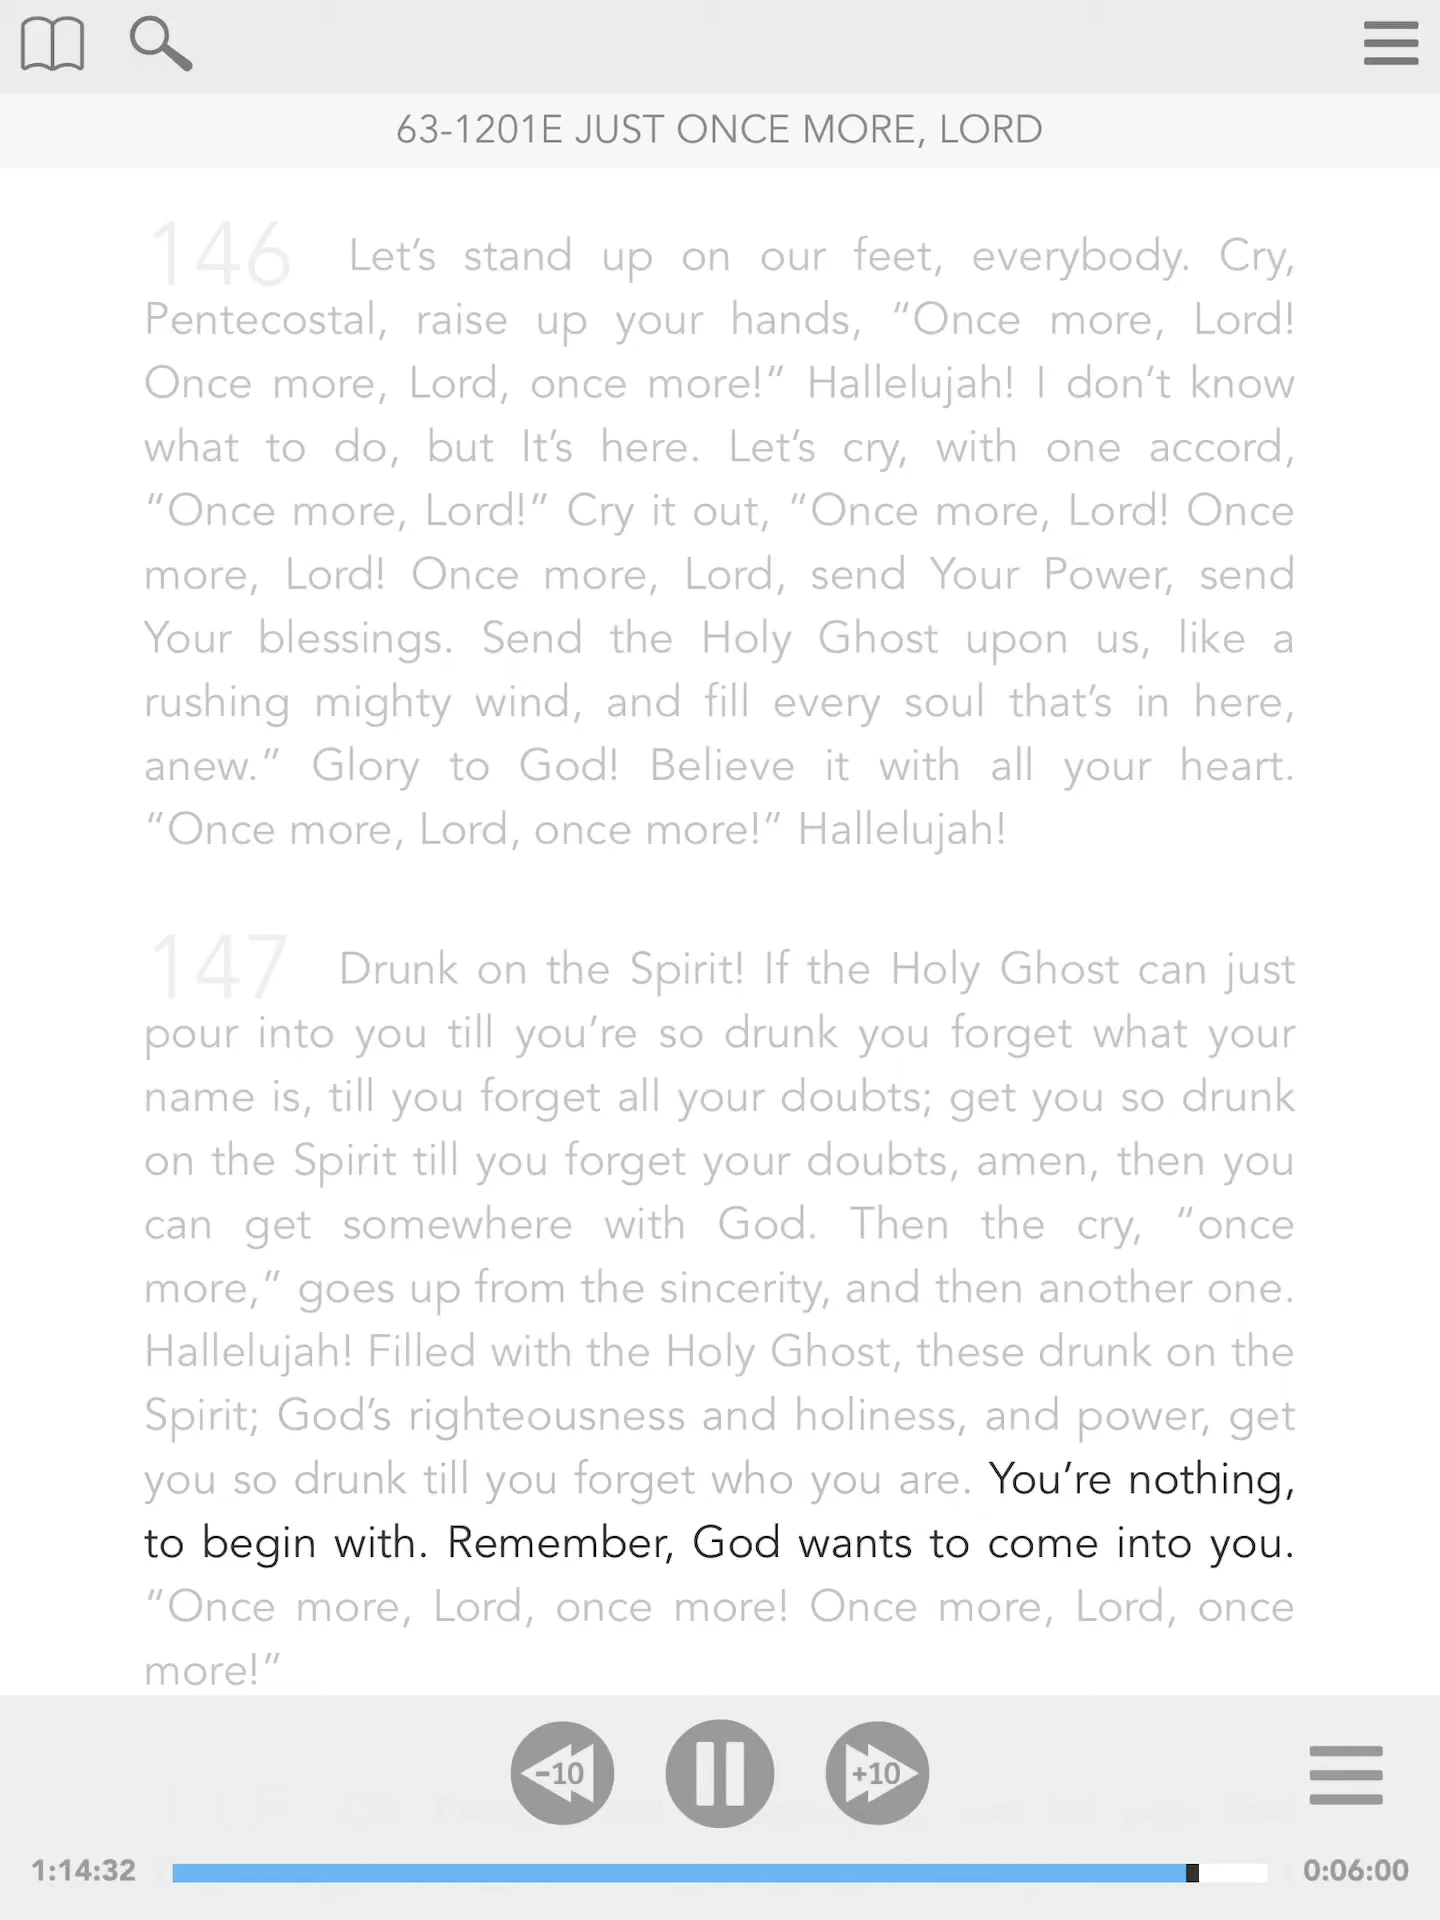 63-1201E JUST ONCE MORE, LORD
146 Let’s stand up on our feet, everybody. Cry,
Pentecostal, raise up your hands, “Once more, Lord!
Once more, Lord, once more!” Hallelujah! I don’t know
what to do, but It’s here. Let’s cry, with one accord,
“Once more, Lord!” Cry it out, “Once more, Lord! Once
more, Lord! Once more, Lord, send Your Power, send
Your blessings. Send the Holy Ghost upon us, like a
rushing mighty wind, and fill every soul that’s in here,
anew.” Glory to God! Believe it with all your heart.
“Once more, Lord, once more!” Hallelujah!
147 Drunk on the Spirit! If the Holy Ghost can just
pour into you till you’re so drunk you forget what your
name is, till you forget all your doubts; get you so drunk
on the Spirit till you forget your doubts, amen, then you
can get somewhere with God. Then the cry, “once
more,” goes up from the sincerity, and then another one.
Hallelujah! Filled with the Holy Ghost, these drunk on the
Spirit; God’s righteousness and holiness, and power, get
you so drunk till you forget who you are. You’re nothing,
to begin with. Remember, God wants to come into you.
“Once more, Lord, once more! Once more, Lord, once
more!”
-10 +10
1:14:32 0:06:00